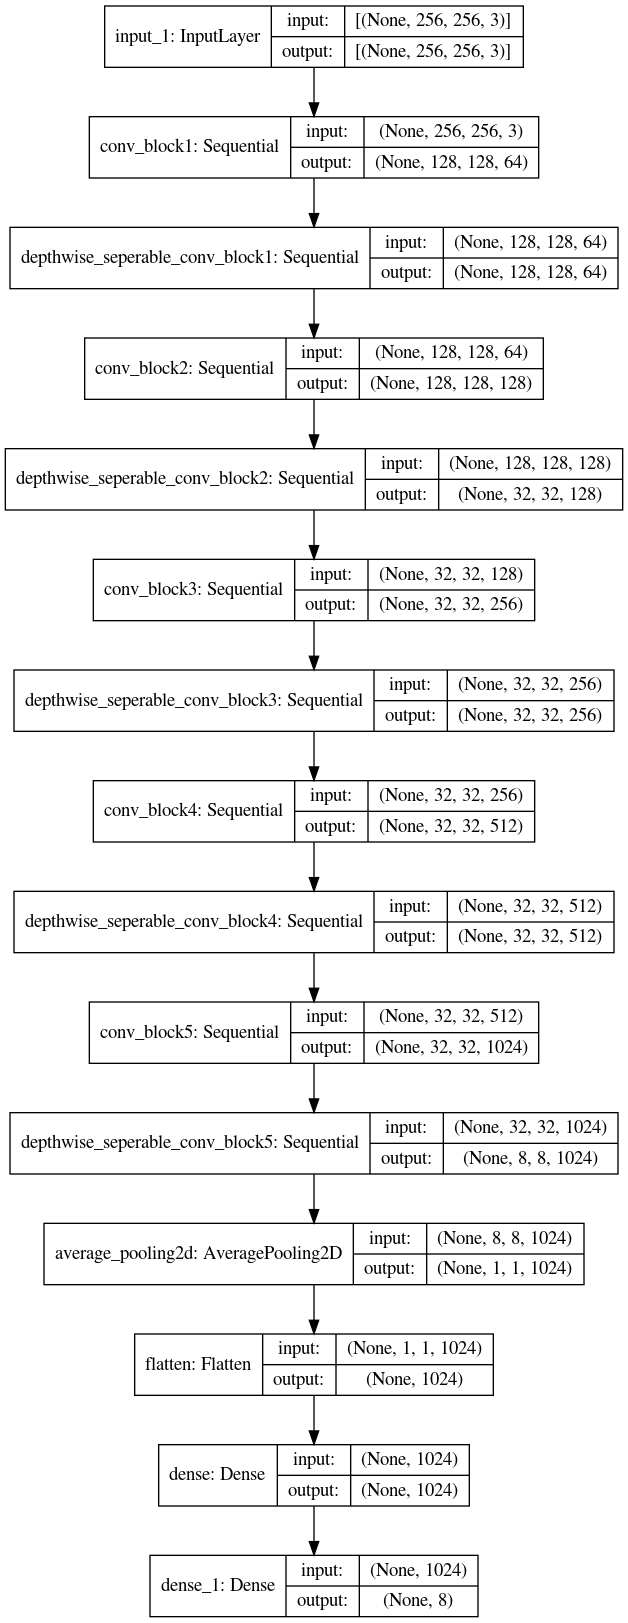 input_1: InputLayer
input: [(None, 256, 256, 3)]
output: [(None, 256, 256, 3)]
conv_block1: Sequential
input: (None, 256, 256, 3)
output: (None, 128, 128, 64)
depthwise_seperable_conv_block1: Sequential
input: (None, 128, 128, 64)
output: (None, 128, 128, 64)
conv_block2: Sequential
input: (None, 128, 128, 64)
output: (None, 128, 128, 128)
depthwise_seperable_conv_block2: Sequential
input: (None, 128, 128, 128)
output: (None, 32, 32, 128)
conv_block3: Sequential
input: (None, 32, 32, 128)
output: (None, 32, 32, 256)
depthwise_seperable_conv_block3: Sequential
input: (None, 32, 32, 256)
output: (None, 32, 32, 256)
conv_block4: Sequential
input: (None, 32, 32, 256)
output: (None, 32, 32, 512)
depthwise_seperable_conv_block4: Sequential
input: (None, 32, 32, 512)
output: (None, 32, 32, 512)
conv_block5: Sequential
input: (None, 32, 32, 512)
output: (None, 32, 32, 1024)
depthwise_seperable_conv_block5: Sequential
input: (None, 32, 32, 1024)
output: (None, 8, 8, 1024)
average_pooling2d: AveragePooling2D
input: (None, 8, 8, 1024)
output: (None, 1, 1, 1024)
flatten: Flatten
input: (None, 1, 1, 1024)
output: (None, 1024)
dense: Dense
input: (None, 1024)
output: (None, 1024)
dense_1: Dense
input: (None, 1024)
output: (None, 8)